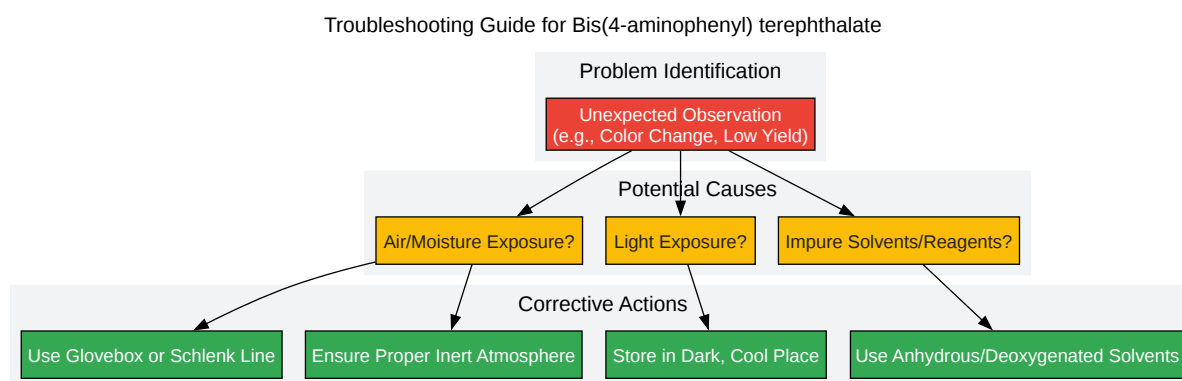 Troubleshooting Guide for Bis(4-aminophenyl) terephthalate
Problem Identification
Unexpected Observation
(e.g., Color Change, Low Yield)
Potential Causes
Air/Moisture Exposure?
Light Exposure?
Impure Solvents/Reagents?
Corrective Actions
Use Glovebox or Schlenk Line
Ensure Proper Inert Atmosphere
Store in Dark, Cool Place
Use Anhydrous/Deoxygenated Solvents